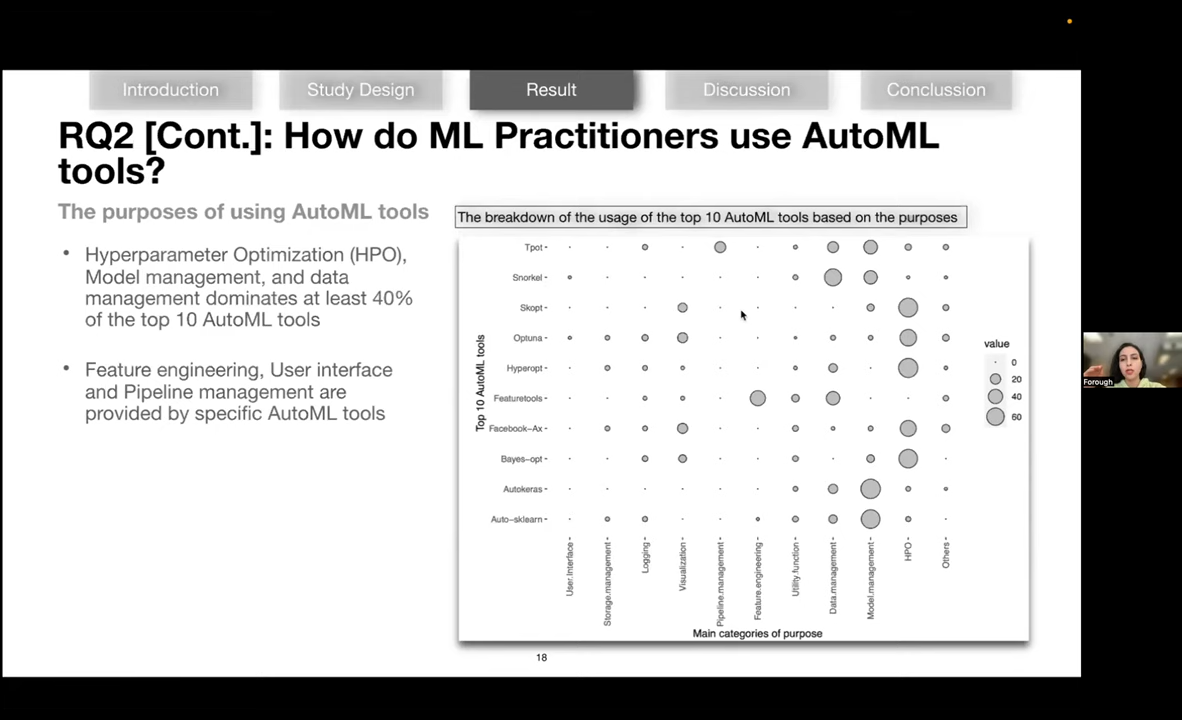 Introduction
Study Design
Result
Discussion
Conclussion
RQ2 [Cont.]: How do ML Practitioners use AutoML
tools?
The purposes of using AutoML tools
• Hyperparameter Optimization (HPO),
Model management, and data
management dominates at least 40%
of the top 10 AutoML tools
• Feature engineering, User interface
and Pipeline management are
provided by specific AutoML tools
The breakdown of the usage of the top 10 AutoML tools based on the purposes
Top 10 AutoML tools
Tpot
Snorkel
Skopt
Optuna
Hyperopt
Featuretools
Facebook-Ax
Bayes-opt
Autokeras
Auto-sklearn
User.Interface
Storage.management
Logging
Visualization
Pipeline.management
Feature.engineering
Utility.function
Data.management
Model.management
HPO
Others
Main categories of purpose
value
0
20
40
60
18
Forough